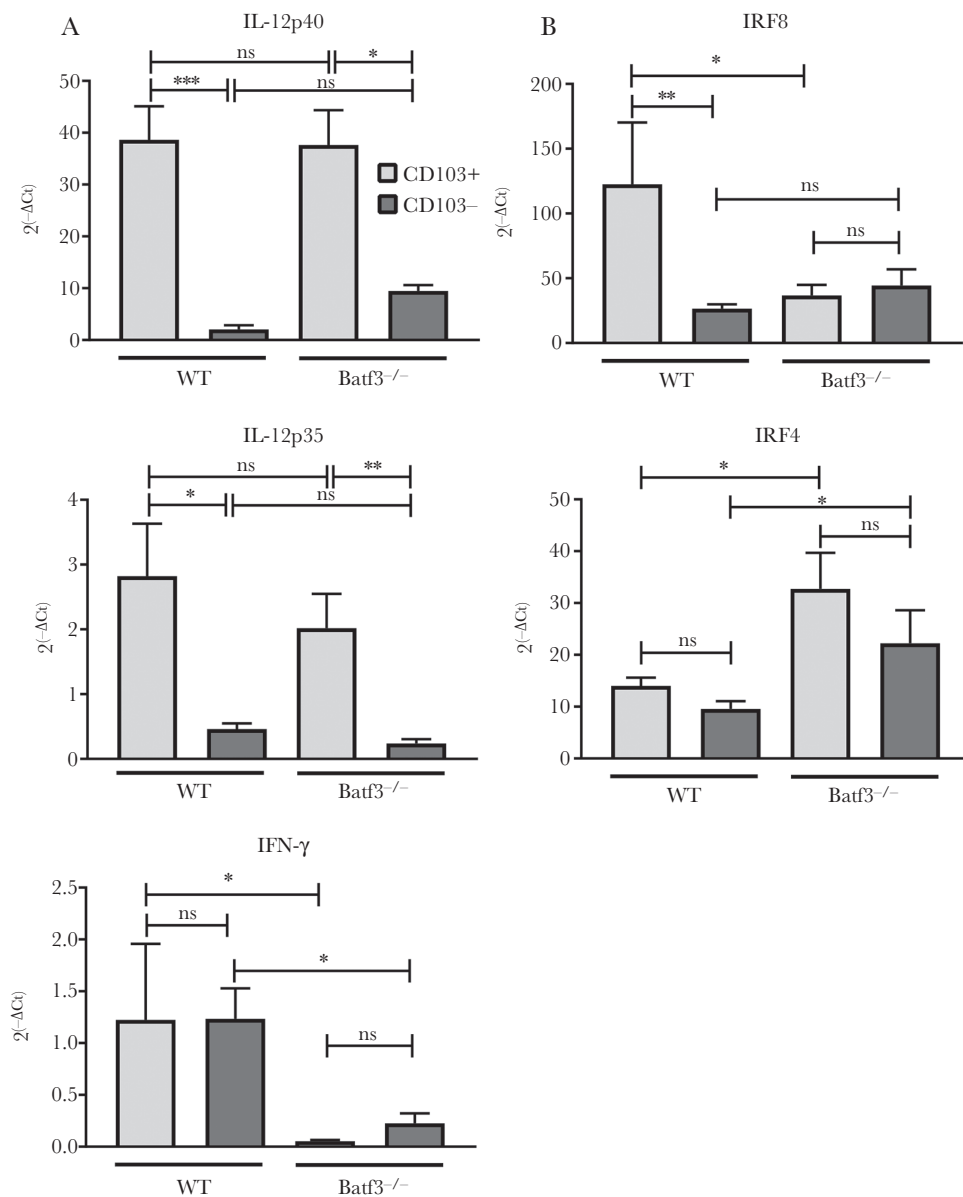 A
IL-12p40
ns
*
***
ns
50
40
30
20
10
0
2(–ΔCt)
CD103+
CD103–
WT
Batf3–/–
B
IRF8
*
**
ns
ns
200
150
100
50
0
2(–ΔCt)
WT
Batf3–/–
IL-12p35
ns
**
*
ns
4
3
2
1
0
2(–ΔCt)
WT
Batf3–/–
IRF4
*
*
ns
ns
50
40
30
20
10
0
2(–ΔCt)
WT
Batf3–/–
IFN-γ
*
ns
*
ns
2.5
2.0
1.5
1.0
0.5
0.0
2(–ΔCt)
WT
Batf3–/–